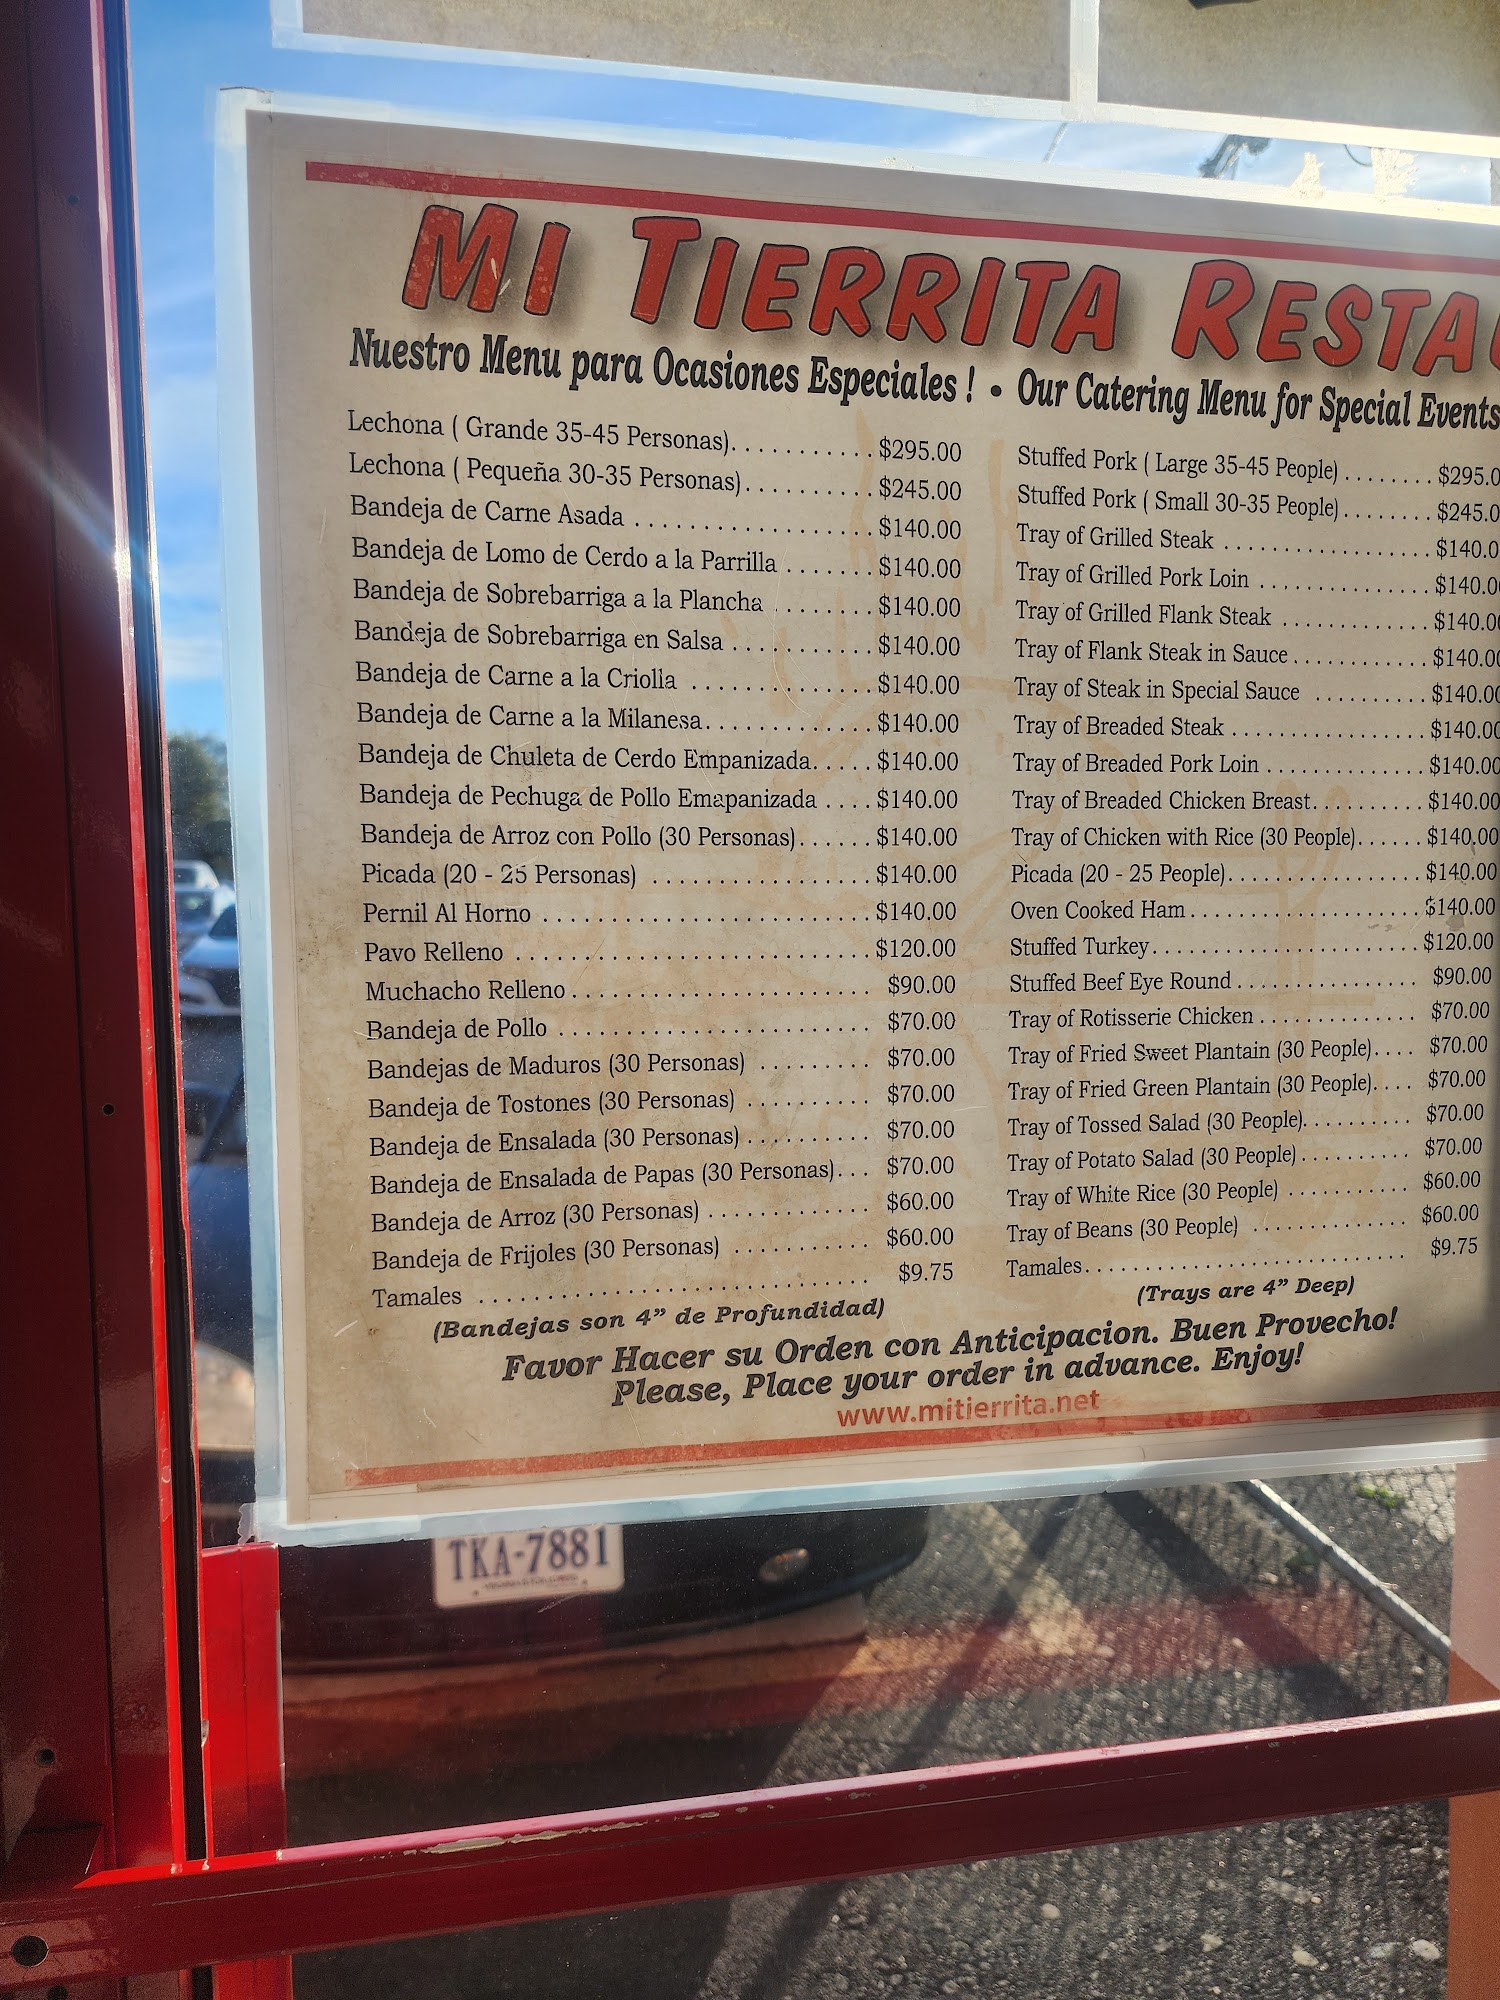 MI TIERRITA
Nuestro Menu para Ocasiones Especiales ! • Our Catering Menu for Special Events
Lechona ( Grande 35-45 Personas)............$295.00
Lechona ( Pequeña 30-35 Personas)...........$245.00
Bandeja de Carne Asada ....................$140.00
Bandeja de Lomo de Cerdo a la Parrilla .......$140.00
Bandeja de Sobrebarriga a la Plancha ........$140.00
Bandeja de Sobrebarriga en Salsa ............$140.00
Bandeja de Carne a la Criolla ...............$140.00
Bandeja de Carne a la Milanesa..............$140.00
Bandeja de Chuleta de Cerdo Empanizada.....$140.00
Bandeja de Pechuga de Pollo Emapanizada ....$140.00
Bandeja de Arroz con Pollo (30 Personas)......$140.00
Picada (20 - 25 Personas) ..................$140.00
Pernil Al Horno ...........................$140.00
Pavo Relleno .............................$120.00
Muchacho Relleno......................... $90.00
Bandeja de Pollo .......................... $70.00
Bandejas de Maduros (30 Personas) ......... $70.00
Bandeja de Tostones (30 Personas) .......... $70.00
Bandeja de Ensalada (30 Personas) .......... $70.00
Bandeja de Ensalada de Papas (30 Personas)... $70.00
Bandeja de Arroz (30 Personas) ............. $60.00
Bandeja de Frijoles (30 Personas) ........... $60.00
Tamales ................................ $9.75
(Bandejas son 4” de Profundidad)
Stuffed Pork ( Large 35-45 People) ........
Stuffed Pork ( Small 30-35 People) ........
Tray of Grilled Steak ..................
Tray of Grilled Pork Loin ..............
Tray of Grilled Flank Steak .............
Tray of Flank Steak in Sauce............
Tray of Steak in Special Sauce ..........
Tray of Breaded Steak .................
Tray of Breaded Pork Loin ..............
Tray of Breaded Chicken Breast..........$140.00
Tray of Chicken with Rice (30 People)......$140.00
Picada (20 - 25 People)..................$140.00
Oven Cooked Ham.....................$140.00
Stuffed Turkey........................$120.00
Stuffed Beef Eye Round................ $90.00
Tray of Rotisserie Chicken .............. $70.00
Tray of Fried Sweet Plantain (30 People).... $70.00
Tray of Fried Green Plantain (30 People).... $70.00
Tray of Tossed Salad (30 People).......... $70.00
Tray of Potato Salad (30 People).......... $70.00
Tray of White Rice (30 People) ........... $60.00
Tray of Beans (30 People) .............. $60.00
Tamales............................. $9.75
(Trays are 4” Deep)
Favor Hacer su Orden con Anticipacion. Buen Provecho!
Please, Place your order in advance. Enjoy!
www.mitierrita.net
TKA-7881